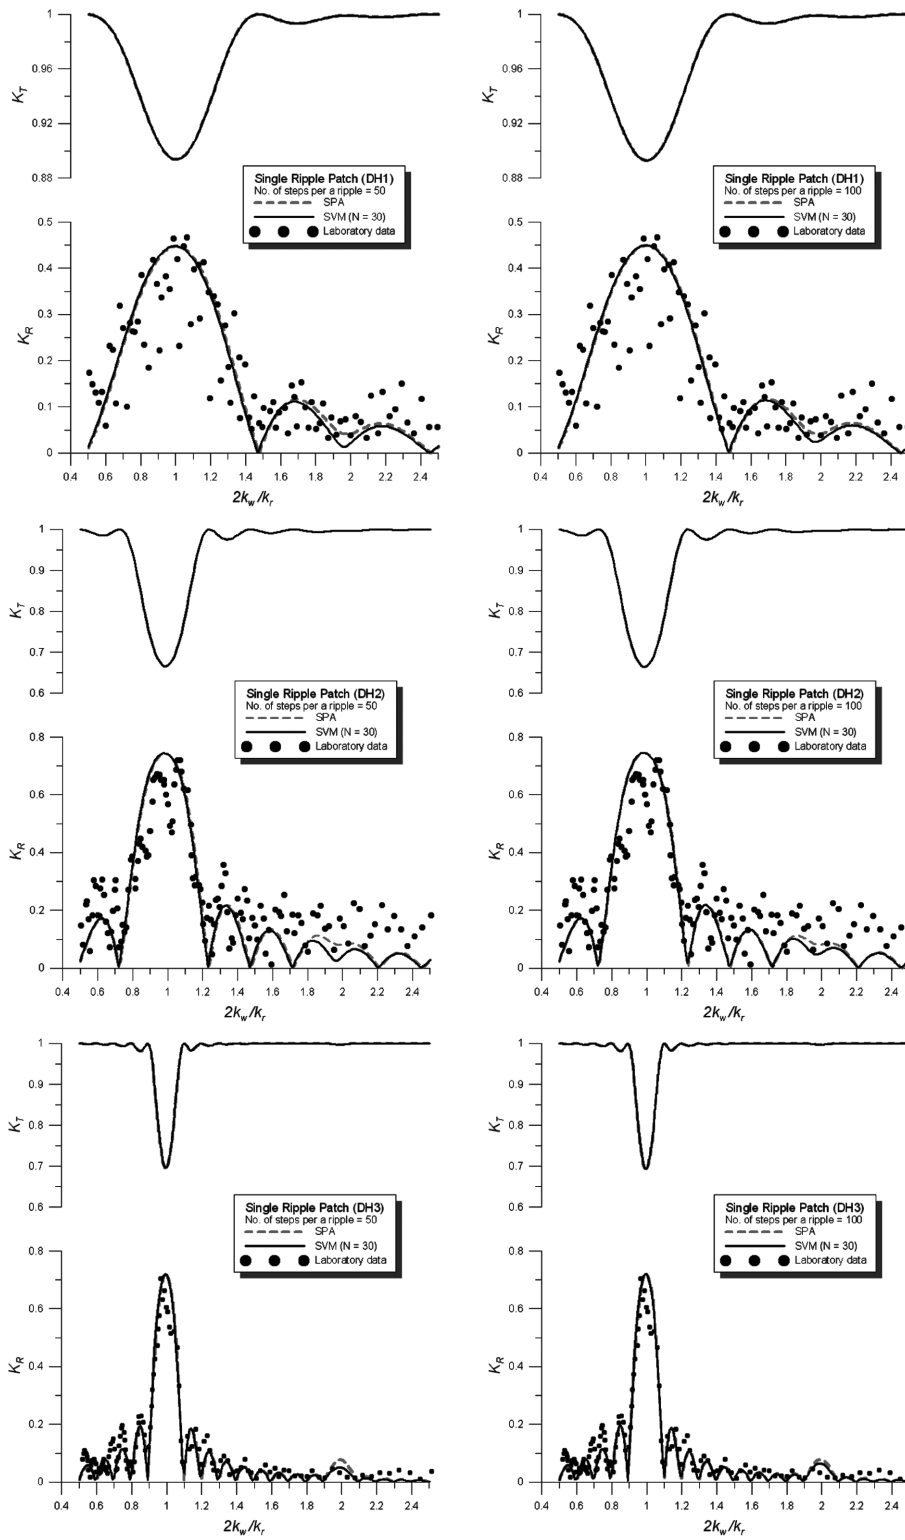 1
0.96
K_T
0.92
0.88
Single Ripple Patch (DH1)
No. of steps per a ripple = 50
SPA
SVM (N = 30)
Laboratory data
0.5
0.4
0.3
K_R
0.2
0.1
0
0.4 0.6 0.8 1 1.2 1.4 1.6 1.8 2 2.2 2.4
2k_w/k_r
1
0.96
K_T
0.92
0.88
Single Ripple Patch (DH1)
No. of steps per a ripple = 100
SPA
SVM (N = 30)
Laboratory data
0.5
0.4
0.3
K_R
0.2
0.1
0
0.4 0.6 0.8 1 1.2 1.4 1.6 1.8 2 2.2 2.4
2k_w/k_r
1
0.9
K_T
0.8
0.7
0.6
Single Ripple Patch (DH2)
No. of steps per a ripple = 50
SPA
SVM (N = 30)
Laboratory data
0.8
0.6
K_R
0.4
0.2
0
0.4 0.6 0.8 1 1.2 1.4 1.6 1.8 2 2.2 2.4
2k_w/k_r
1
0.9
K_T
0.8
0.7
0.6
Single Ripple Patch (DH2)
No. of steps per a ripple = 100
SPA
SVM (N = 30)
Laboratory data
0.8
0.6
K_R
0.4
0.2
0
0.4 0.6 0.8 1 1.2 1.4 1.6 1.8 2 2.2 2.4
2k_w/k_r
1
0.9
K_T
0.8
0.7
0.6
Single Ripple Patch (DH3)
No. of steps per a ripple = 50
SPA
SVM (N = 30)
Laboratory data
0.8
0.6
K_R
0.4
0.2
0
0.4 0.6 0.8 1 1.2 1.4 1.6 1.8 2 2.2 2.4
2k_w/k_r
1
0.9
K_T
0.8
0.7
0.6
Single Ripple Patch (DH3)
No. of steps per a ripple = 100
SPA
SVM (N = 30)
Laboratory data
0.8
0.6
K_R
0.4
0.2
0
0.4 0.6 0.8 1 1.2 1.4 1.6 1.8 2 2.2 2.4
2k_w/k_r